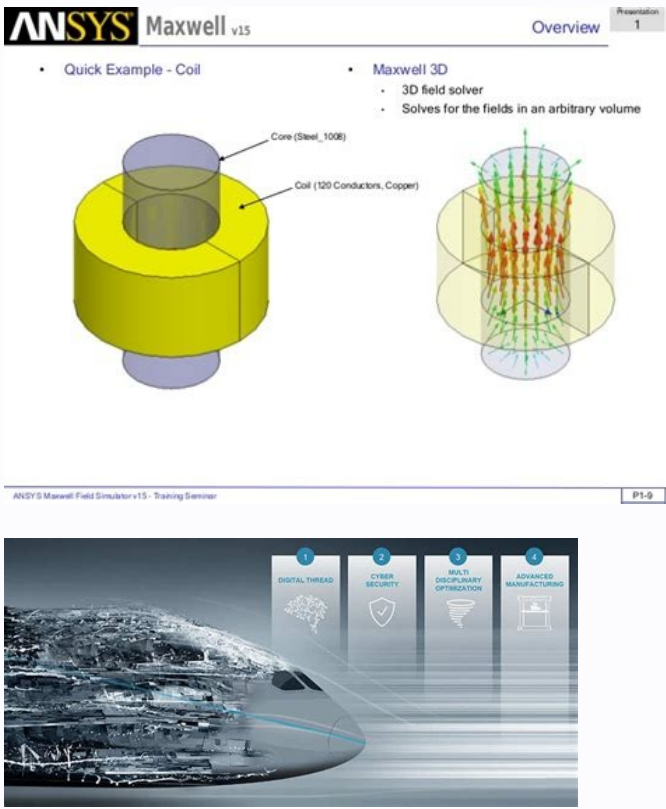 ANSYS Maxwell v15
Overview
Presentation
1
• Quick Example - Coil
Core (Steel_1008)
Coil (120 Conductors, Copper)
• Maxwell 3D
• 3D field solver
• Solves for the fields in an arbitrary volume
ANSYS Maxwell Field Simulator v15 - Training Seminar
P1-9
1
DIGITAL THREAD
2
CYBER
SECURITY
3
MULTI
DISCIPLINARY
OPTIMIZATION
4
ADVANCED
MANUFACTURING